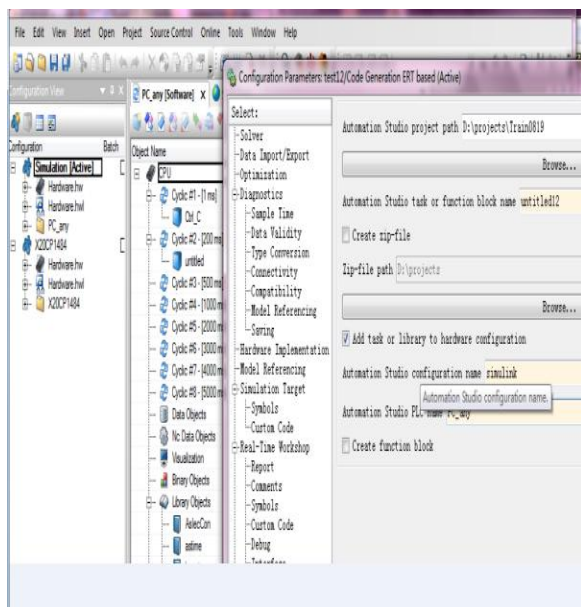 File Edit View Insert Open Project Source Control Online Tools Window Help
Configuration View
Configuration Batch
Simulation [Active]
Hardware.hw
Hardware.hwl
PC_any
X20CP1484
Hardware.hw
Hardware.hwl
X20CP1484
PC_any [Software] X
Object Name
CPU
Cyclic #1 - [1 ms]
Ctrl_C
Cyclic #2 - [200 ms
untitled
Cyclic #3 - [500 ms
Cyclic #4 - [1000 m
Cyclic #5 - [2000 m
Cyclic #6 - [3000 m
Cyclic #7 - [4000 m
Cyclic #8 - [5000 m
Data Objects
Nc Data Objects
Visualization
Binary Objects
Library Objects
AsIecCon
astime
Configuration Parameters: test12/Code Generation ERT based (Active)
Select:
Solver
Data Import/Export
Optimization
Diagnostics
Sample Time
Data Validity
Type Conversion
Connectivity
Compatibility
Model Referencing
Saving
Hardware Implementation
Model Referencing
Simulation Target
Symbols
Custom Code
Real-Time Workshop
Report
Comments
Symbols
Custom Code
Debug
Interface
Automation Studio project path D:\projects\Train0819
Browse...
Automation Studio task or function block name untitled12
Create zip-file
Zip-file path D:\projects
Browse...
Add task or library to hardware configuration
Automation Studio configuration name simulink
Automation Studio configuration name.
Automation Studio PLC name PC_any
Create function block